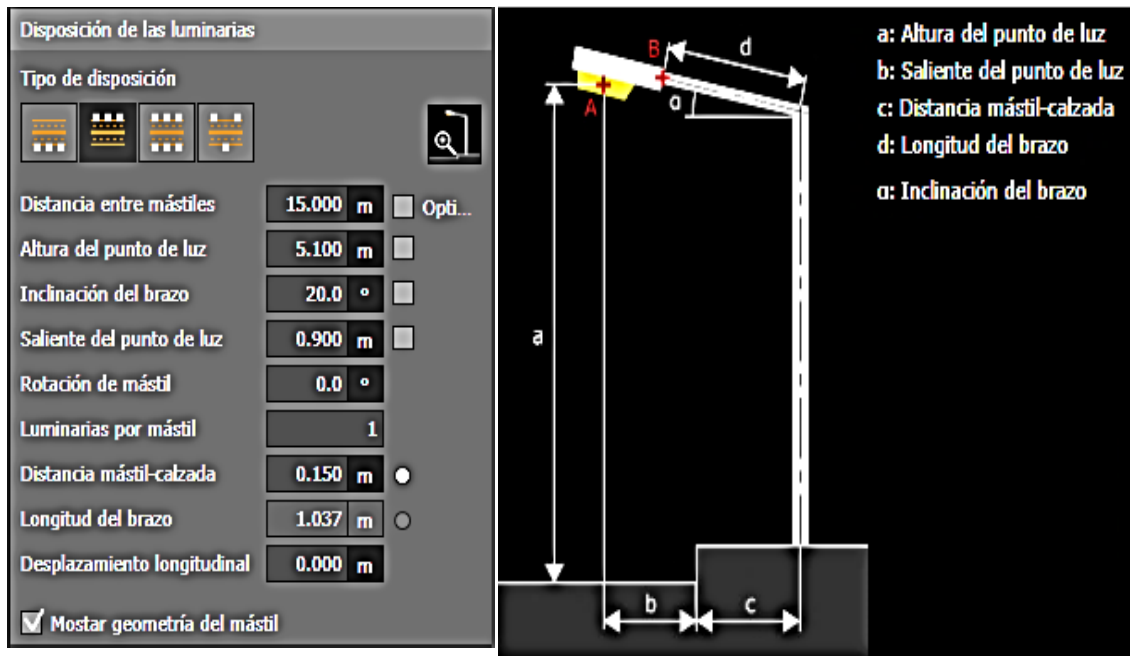 Disposición de las luminarias
Tipo de disposición
Distancia entre mástiles 15.000 m Opti...
Altura del punto de luz 5.100 m
Inclinación del brazo 20.0 °
Saliente del punto de luz 0.900 m
Rotación de mástil 0.0 °
Luminarias por mástil 1
Distancia mástil-calzada 0.150 m
Longitud del brazo 1.037 m
Desplazamiento longitudinal 0.000 m
Mostar geometría del mástil
B
d
A
α
a
b
c
a: Altura del punto de luz
b: Saliente del punto de luz
c: Distancia mástil-calzada
d: Longitud del brazo
α: Inclinación del brazo